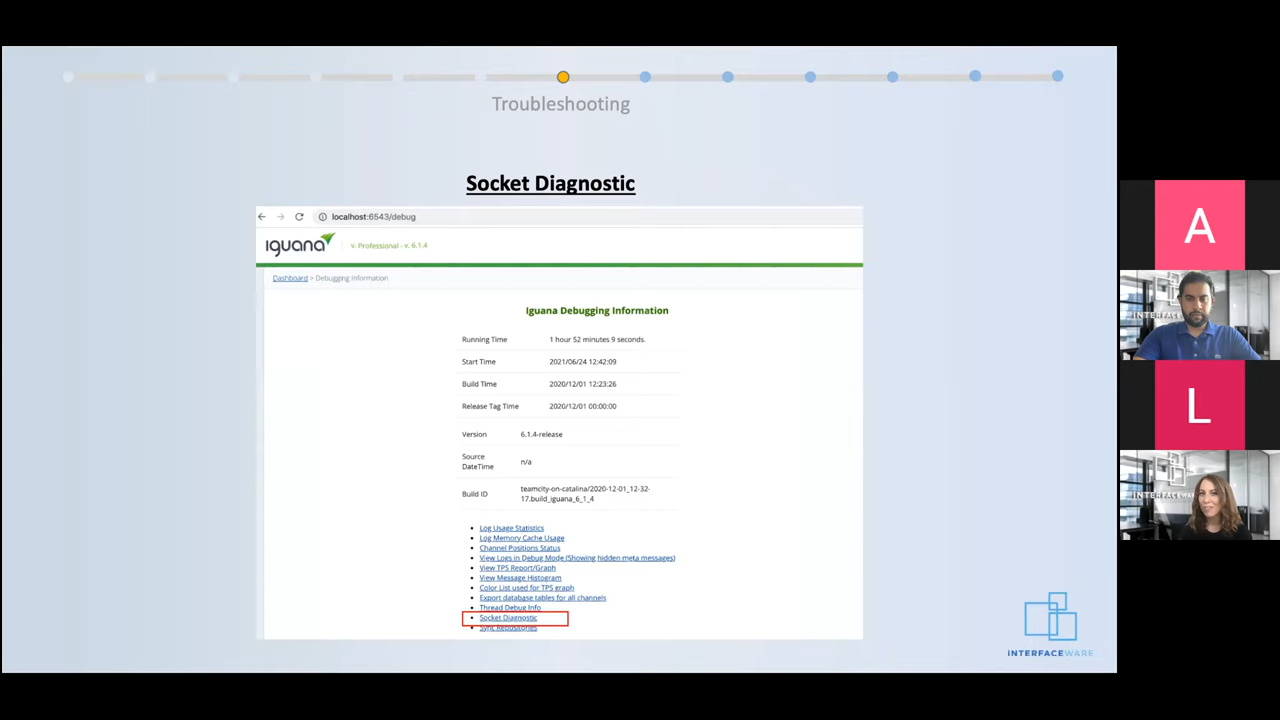 Troubleshooting
Socket Diagnostic
localhost:6543/debug
iguana
v. Professional - v. 6.1.4
Dashboard > Debugging Information
Iguana Debugging Information
Running Time 1 hour 52 minutes 9 seconds.
Start Time 2021/06/24 12:42:09
Build Time 2020/12/01 12:23:26
Release Tag Time 2020/12/01 00:00:00
Version 6.1.4-release
Source
DateTime
n/a
Build ID
teamcity-on-catalina/2020-12-01_12-32-
17.build_iguana_6_1_4
Log Usage Statistics
Log Memory Cache Usage
Channel Positions Status
View Logs in Debug Mode (Showing hidden meta messages)
View TPS Report/Graph
View Message Histogram
Color List used for TPS graph
Export database tables for all channels
Thread Debug Info
Socket Diagnostic
Sync Repositories
INTERFACEWARE
A
L